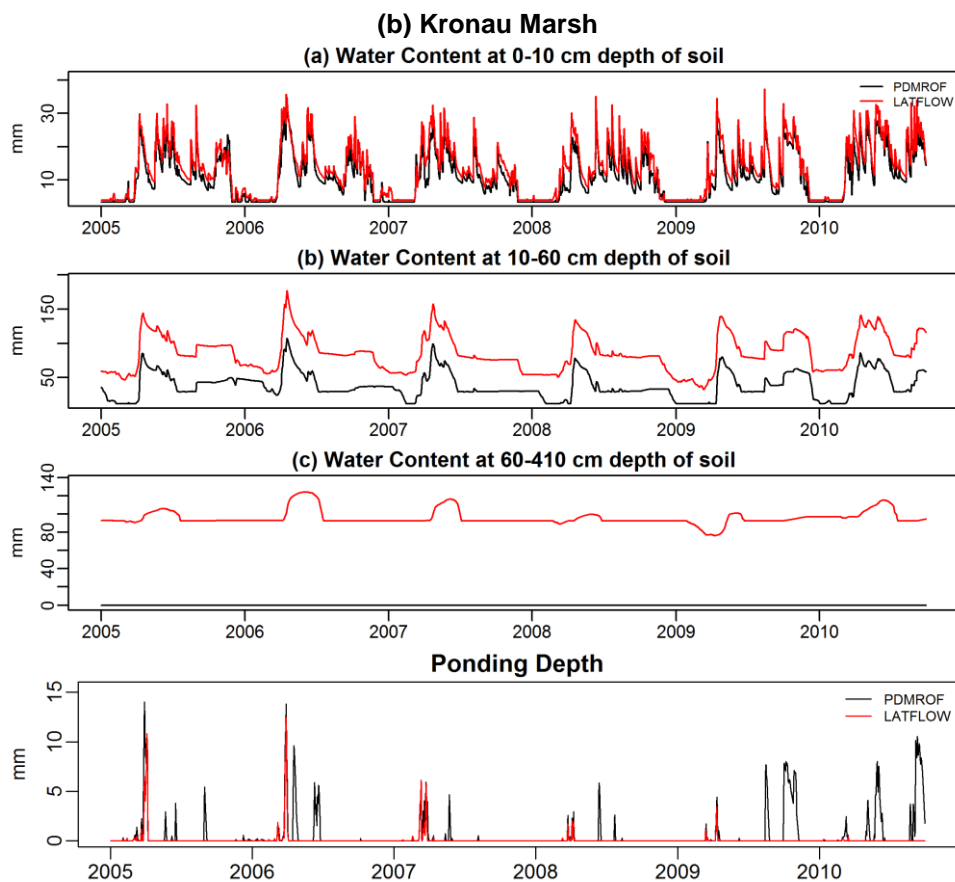 (b) Kronau Marsh
(a) Water Content at 0-10 cm depth of soil
PDMROF
LATFLOW
mm
30
10
2005 2006 2007 2008 2009 2010
(b) Water Content at 10-60 cm depth of soil
mm
150
50
2005 2006 2007 2008 2009 2010
(c) Water Content at 60-410 cm depth of soil
mm
140
80
40
0
2005 2006 2007 2008 2009 2010
Ponding Depth
PDMROF
LATFLOW
mm
15
10
5
0
2005 2006 2007 2008 2009 2010